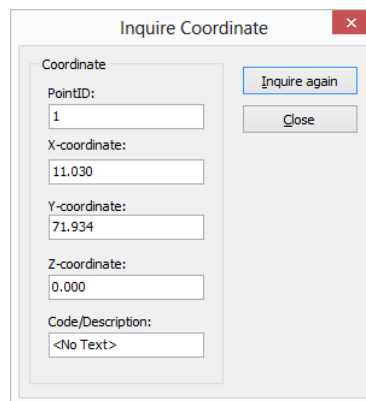 Inquire Coordinate
Coordinate
PointID:
1
X-coordinate:
11.030
Y-coordinate:
71.934
Z-coordinate:
0.000
Code/Description:
<No Text>
Inquire again
Close